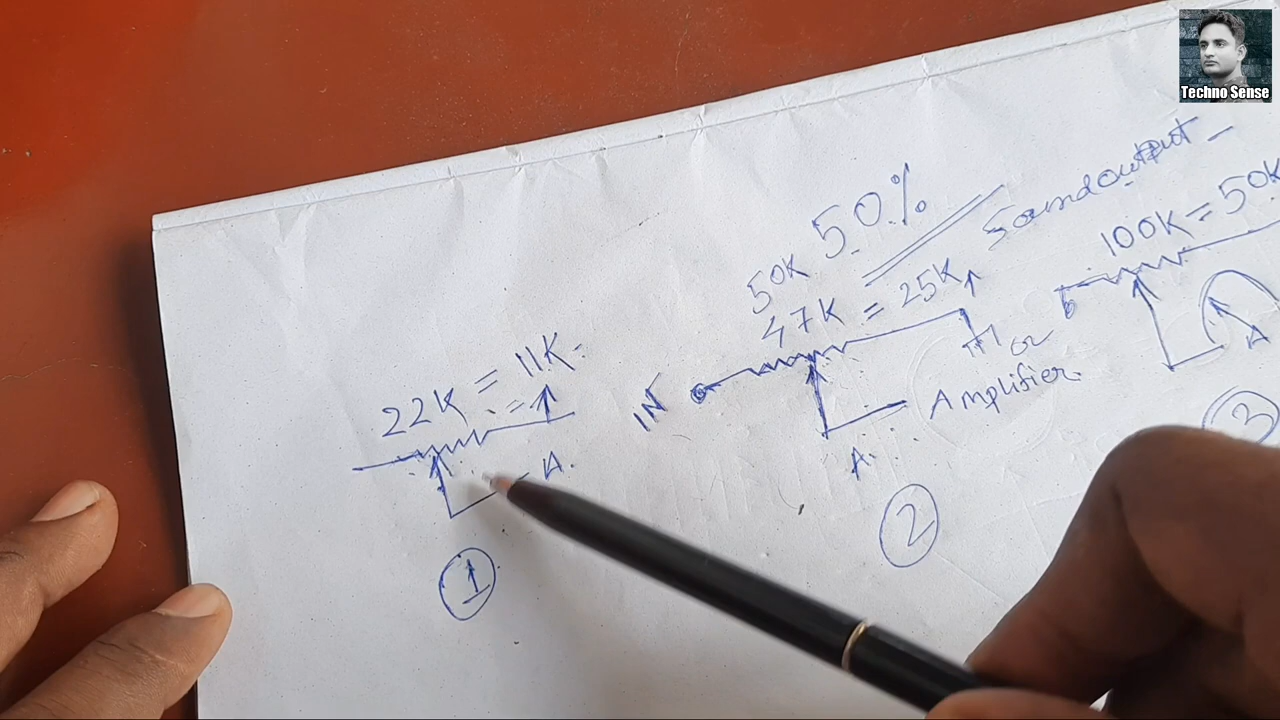 Techno Sense
50%
Sound output -
50K
47K = 25K
100K = 50K
22K = 11K
IN
or
Amplifier.
A.
A.
A
1
2
3